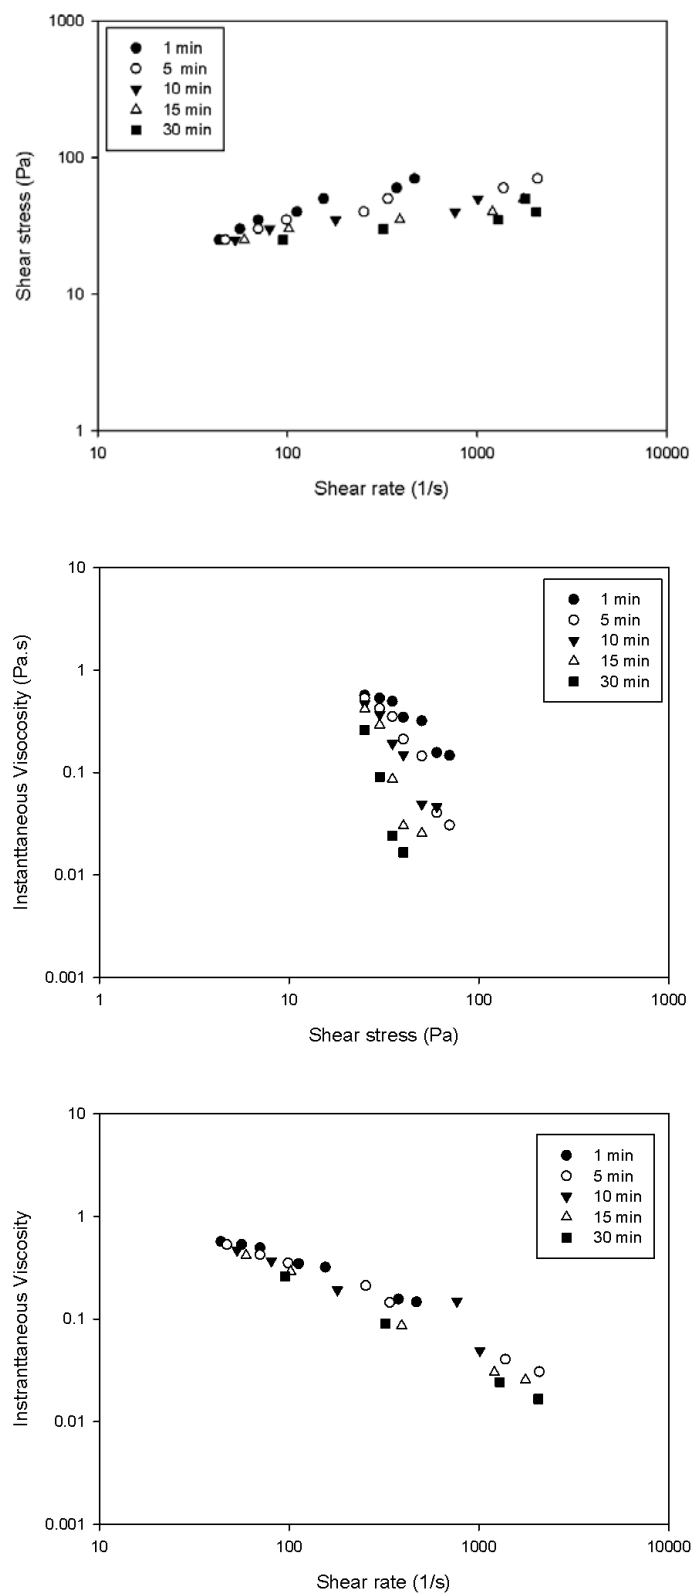 1000
100
10
1
Shear stress (Pa)
1 min
5 min
10 min
15 min
30 min
10
100
1000
10000
Shear rate (1/s)
10
1
0.1
0.01
0.001
Instanttaneous Visocosity (Pa.s)
1 min
5 min
10 min
15 min
30 min
1
10
100
1000
Shear stress (Pa)
10
1
0.1
0.01
0.001
Instranttaneous Viscosity
1 min
5 min
10 min
15 min
30 min
10
100
1000
10000
Shear rate (1/s)